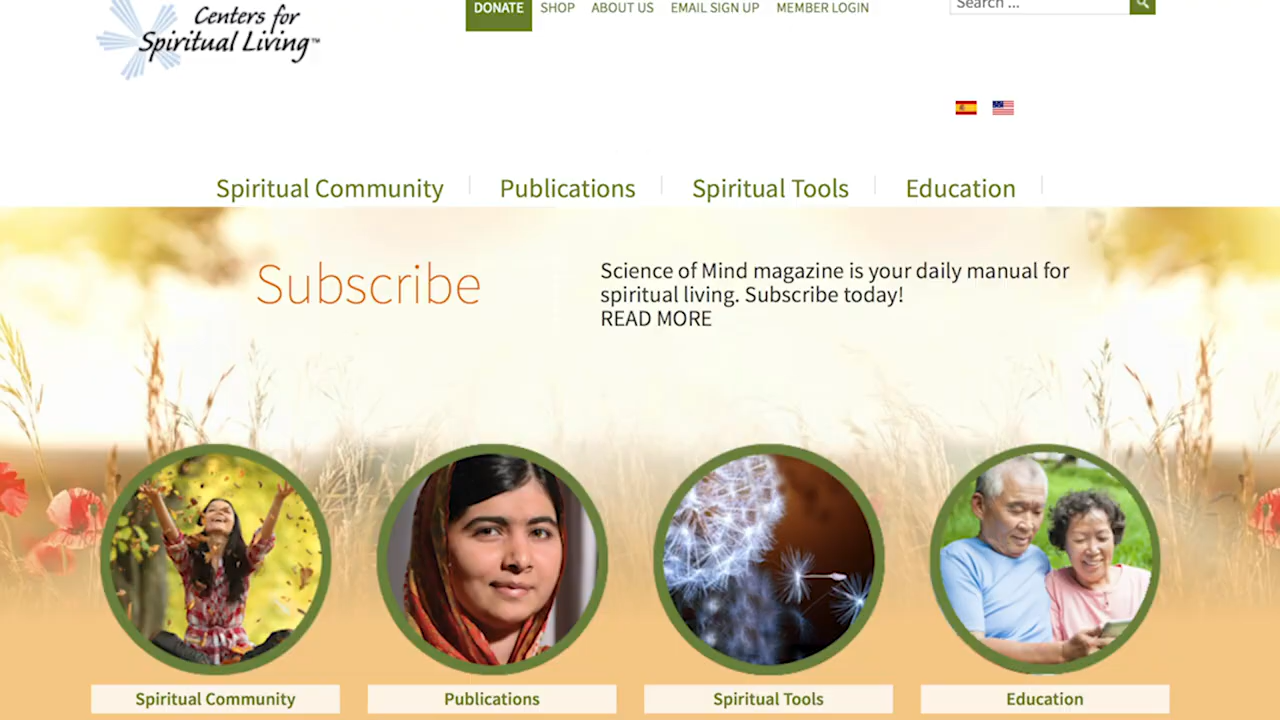 Centers for
Spiritual Living™
DONATE SHOP ABOUT US EMAIL SIGN UP MEMBER LOGIN
Search ...
Spiritual Community Publications Spiritual Tools Education
Subscribe
Science of Mind magazine is your daily manual for
spiritual living. Subscribe today!
READ MORE
Spiritual Community Publications Spiritual Tools Education